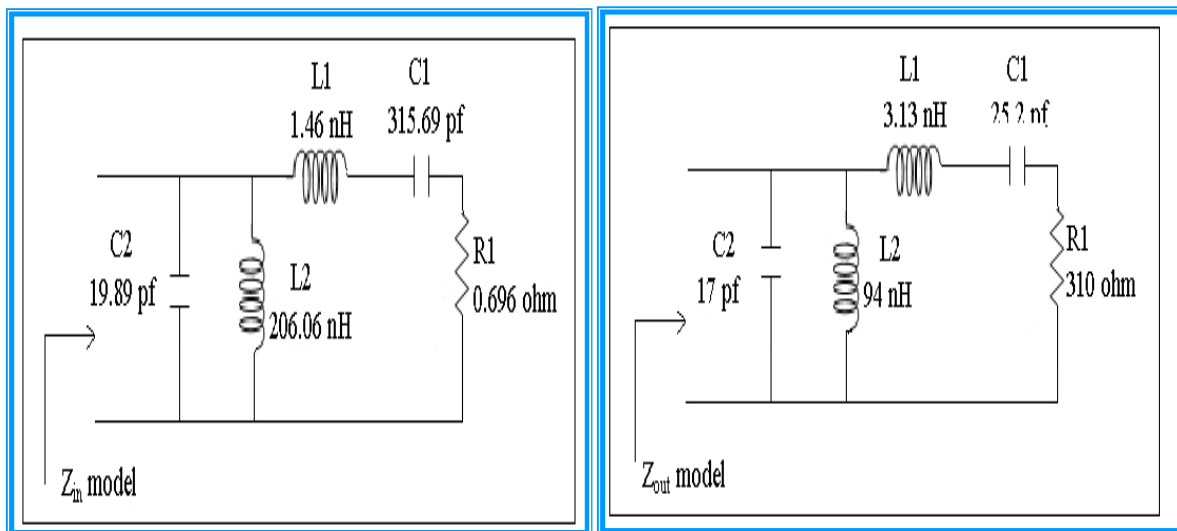 L1
1.46 nH
C1
315.69 pf
C2
19.89 pf
L2
206.06 nH
R1
0.696 ohm
Zin model
L1
3.13 nH
C1
C2
17 pf
L2
94 nH
R1
310 ohm
Zout model